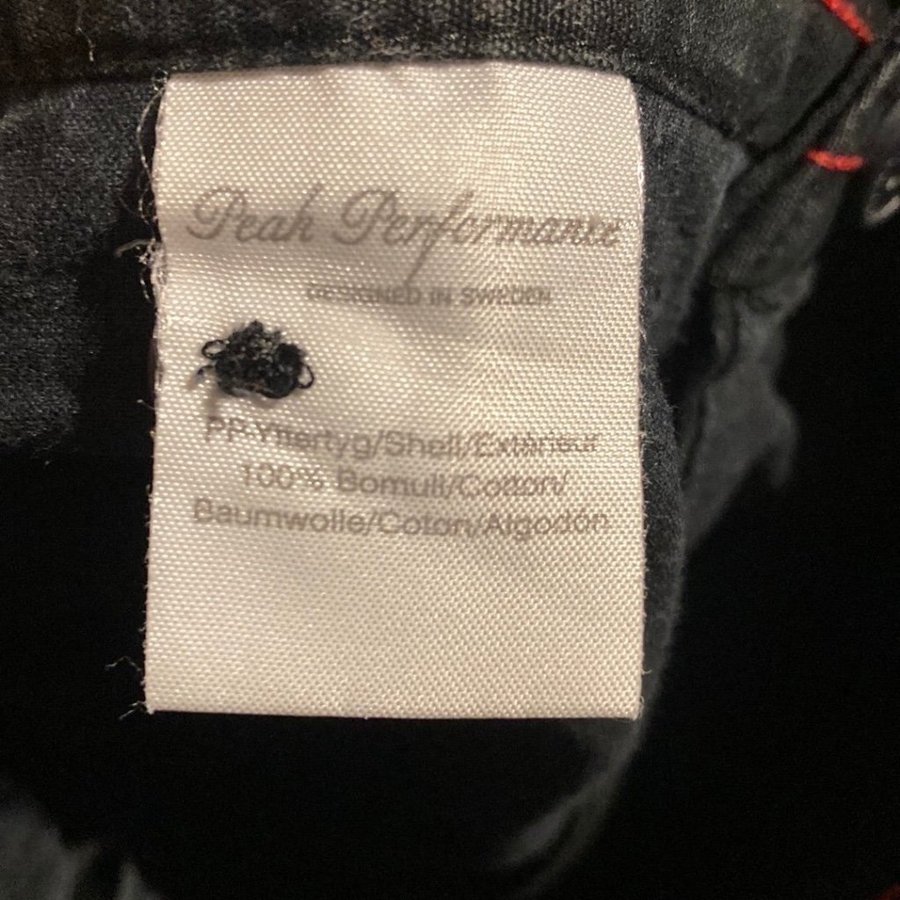 Peak Performance
DESIGNED IN SWEDEN
PP-Yttertyg/Shell/Extérieur
100% Bomull/Cotton/
Baumwolle/Coton/Algodón